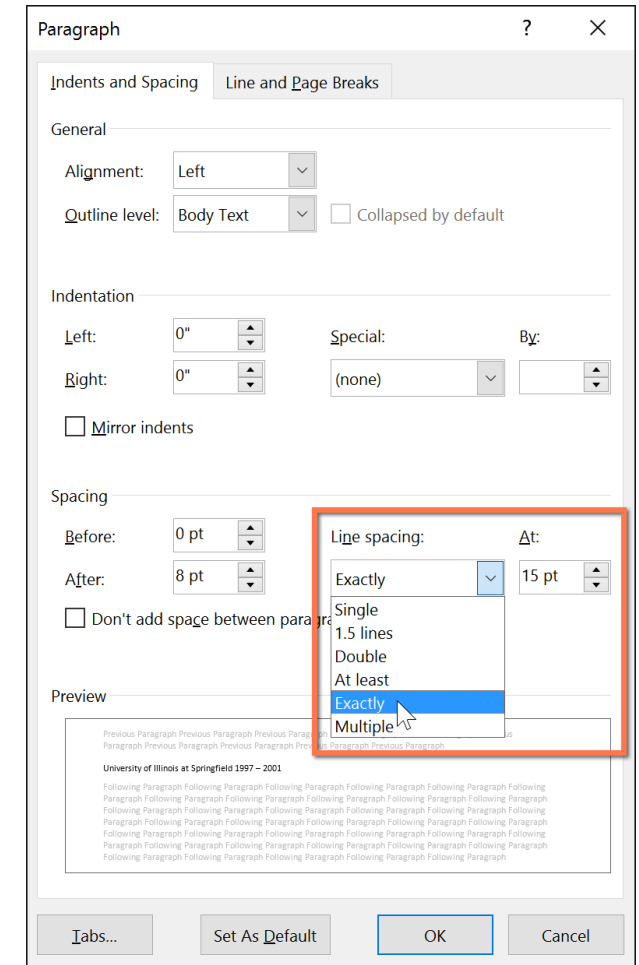 Paragraph ?
Indents and Spacing Line and Page Breaks
General
Alignment: Left
Outline level: Body Text Collapsed by default
Indentation
Left: 0" Special: By:
Right: 0" (none)
Mirror indents
Spacing
Before: 0 pt Line spacing: At:
After: 8 pt Exactly 15 pt
Single
Don't add space between
1.5 lines
Double
At least
Exactly
Multiple
Preview
Previous Paragraph Previous Paragraph Previous
Paragraph Previous Paragraph Previous Paragraph Previous Paragraph Previous Paragraph
University of Illinois at Springfield 1997 – 2001
Following Paragraph Following Paragraph Following Paragraph Following Paragraph Following Paragraph Following
Paragraph Following Paragraph Following Paragraph Following Paragraph Following Paragraph Following Paragraph
Following Paragraph Following Paragraph Following Paragraph Following Paragraph Following Paragraph Following
Paragraph Following Paragraph Following Paragraph Following Paragraph Following Paragraph Following Paragraph
Following Paragraph Following Paragraph Following Paragraph Following Paragraph Following Paragraph Following
Paragraph Following Paragraph Following Paragraph Following Paragraph Following Paragraph Following Paragraph
Following Paragraph Following Paragraph Following Paragraph Following Paragraph
Tabs... Set As Default OK Cancel